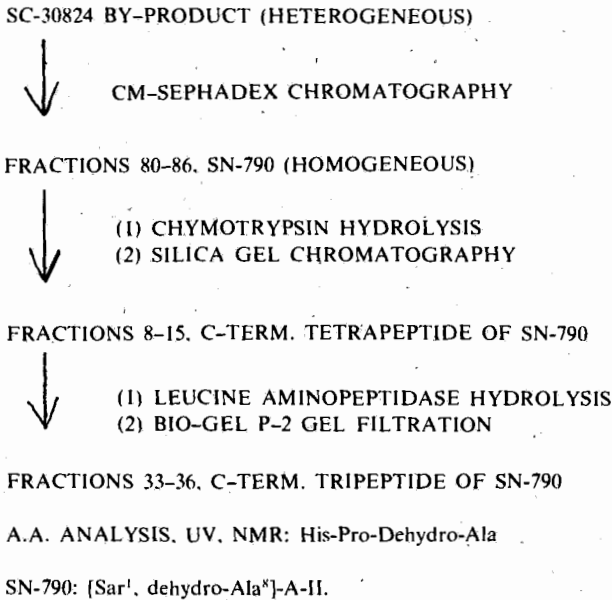 SC-30824 BY-PRODUCT (HETEROGENEOUS)
CM-SEPHADEX CHROMATOGRAPHY
FRACTIONS 80-86, SN-790 (HOMOGENEOUS)
(1) CHYMOTRYPSIN HYDROLYSIS
(2) SILICA GEL CHROMATOGRAPHY
FRACTIONS 8-15, C-TERM. TETRAPEPTIDE OF SN-790
(1) LEUCINE AMINOPEPTIDASE HYDROLYSIS
(2) BIO-GEL P-2 GEL FILTRATION
FRACTIONS 33-36, C-TERM. TRIPEPTIDE OF SN-790
A.A. ANALYSIS, UV, NMR: His-Pro-Dehydro-Ala
SN-790: [Sar¹, dehydro-Ala⁸]-A-II.